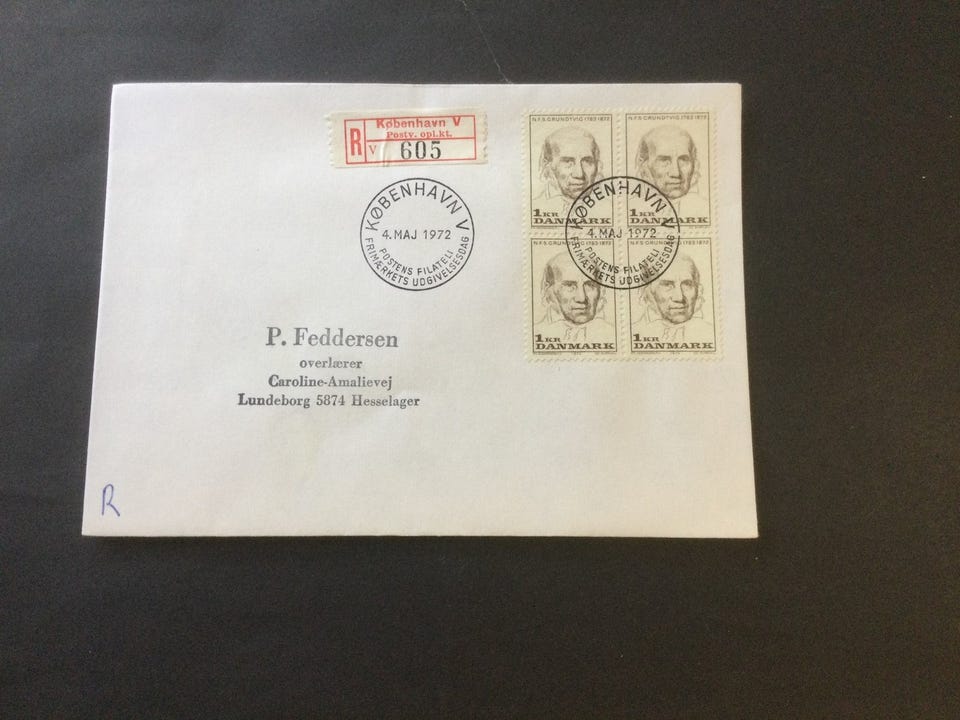 København V
Postv. opl.kt.
R V 605
N.F.S. GRUNDTVIG 1783 1872
1 KR
DANMARK
N.F.S. GRUNDTVIG 1783 1872
1 KR
DANMARK
N.F.S. GRUNDTVIG 1783 1872
1 KR
DANMARK
N.F.S. GRUNDTVIG 1783 1872
1 KR
DANMARK
KØBENHAVN V
4. MAJ 1972
POSTENS FILATELI
FRIMÆRKETS UDGIVELSESDAG
KØBENHAVN V
4. MAJ 1972
POSTENS FILATELI
FRIMÆRKETS UDGIVELSESDAG
P. Feddersen
overlærer
Caroline-Amalievej
Lundeborg 5874 Hesselager
R